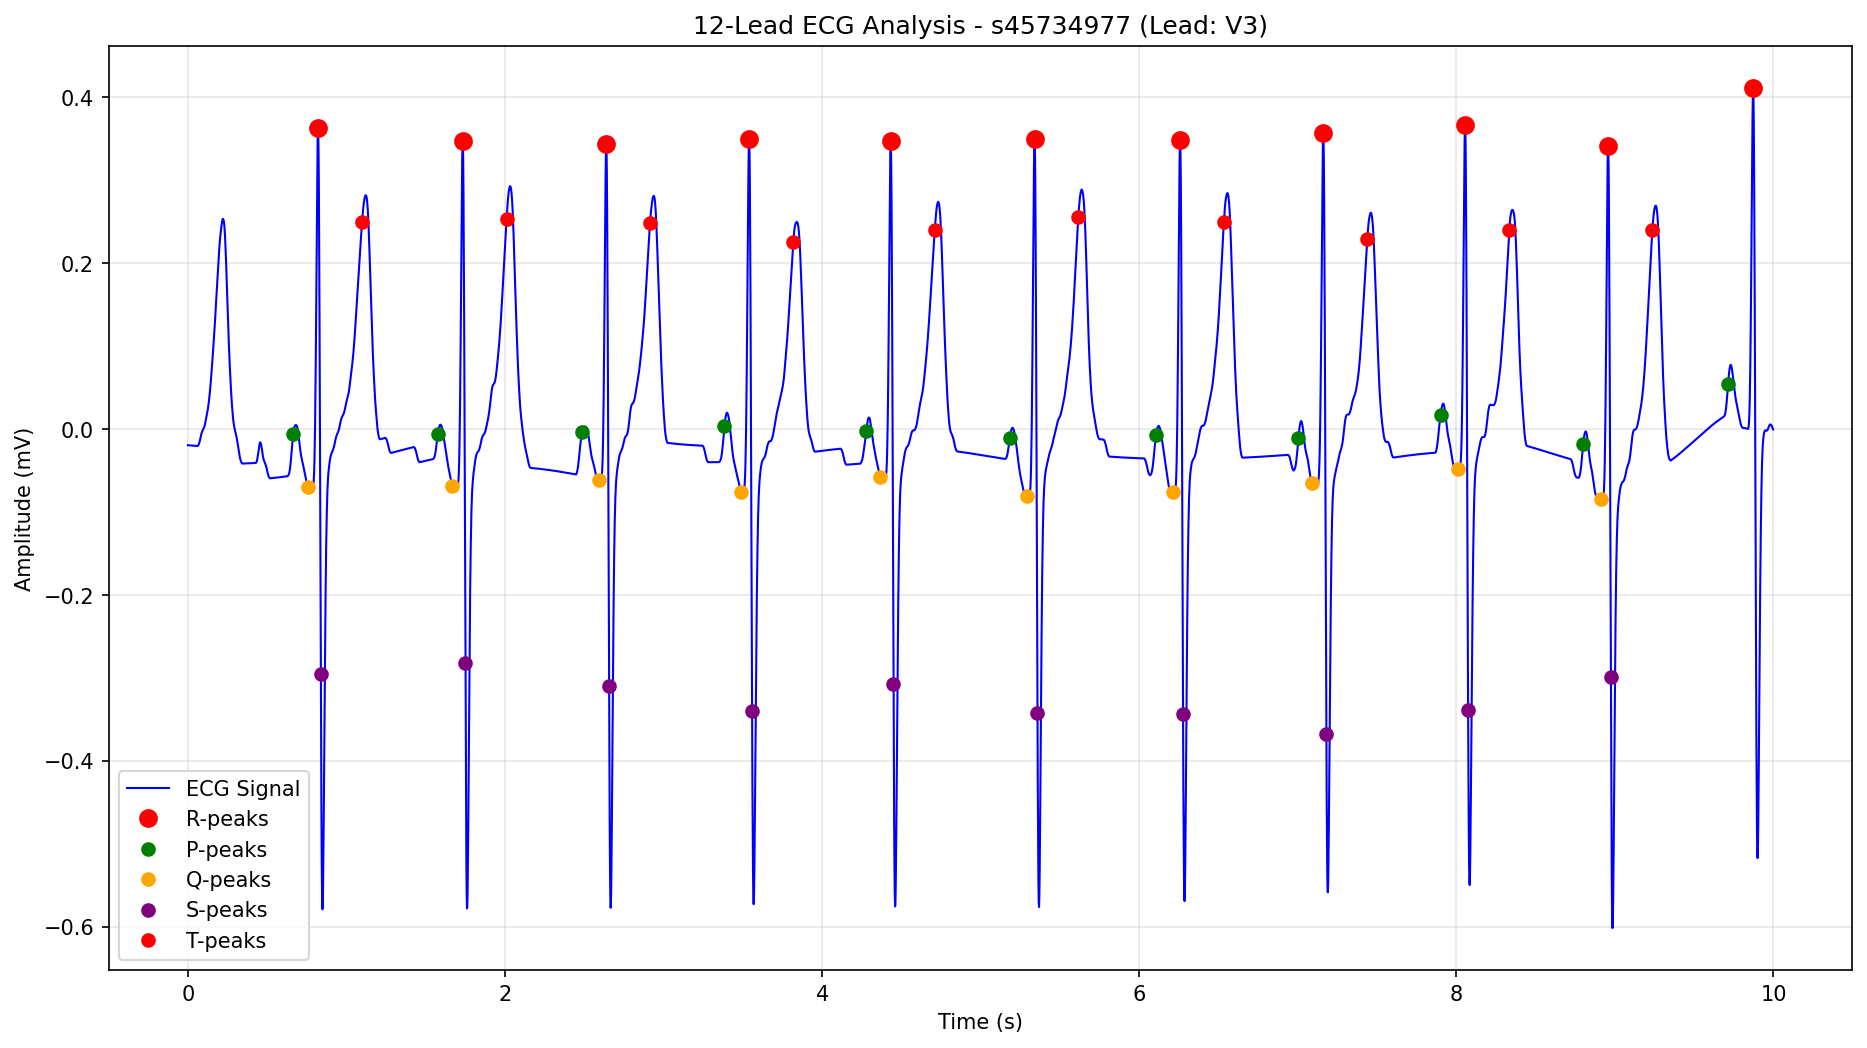 12-Lead ECG Analysis - s45734977 (Lead: V3)
Amplitude (mV)
0.4
0.2
0.0
−0.2
−0.4
−0.6
ECG Signal
R-peaks
P-peaks
Q-peaks
S-peaks
T-peaks
0 2 4 6 8 10
Time (s)